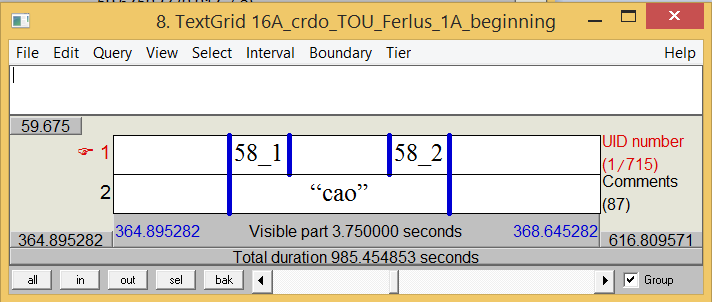 8. TextGrid 16A_crdo_TOU_Ferlus_1A_beginning
File Edit Query View Select Interval Boundary Tier Help
59.675
☞ 1 58_1 58_2 UID number
(1/715)
2 “cao” Comments
(87)
364.895282 364.895282 Visible part 3.750000 seconds 368.645282 616.809571
Total duration 985.454853 seconds
all in out sel bak Group